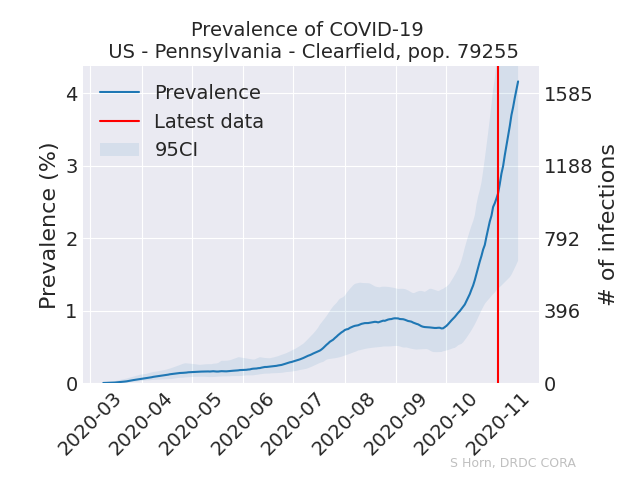 Prevalence of COVID-19
US - Pennsylvania - Clearfield, pop. 79255
Prevalence
Latest data
95CI
Prevalence (%)
4
3
2
1
0
1585
1188
792
396
0
# of infections
2020-03
2020-04
2020-05
2020-06
2020-07
2020-08
2020-09
2020-10
2020-11
S Horn, DRDC CORA